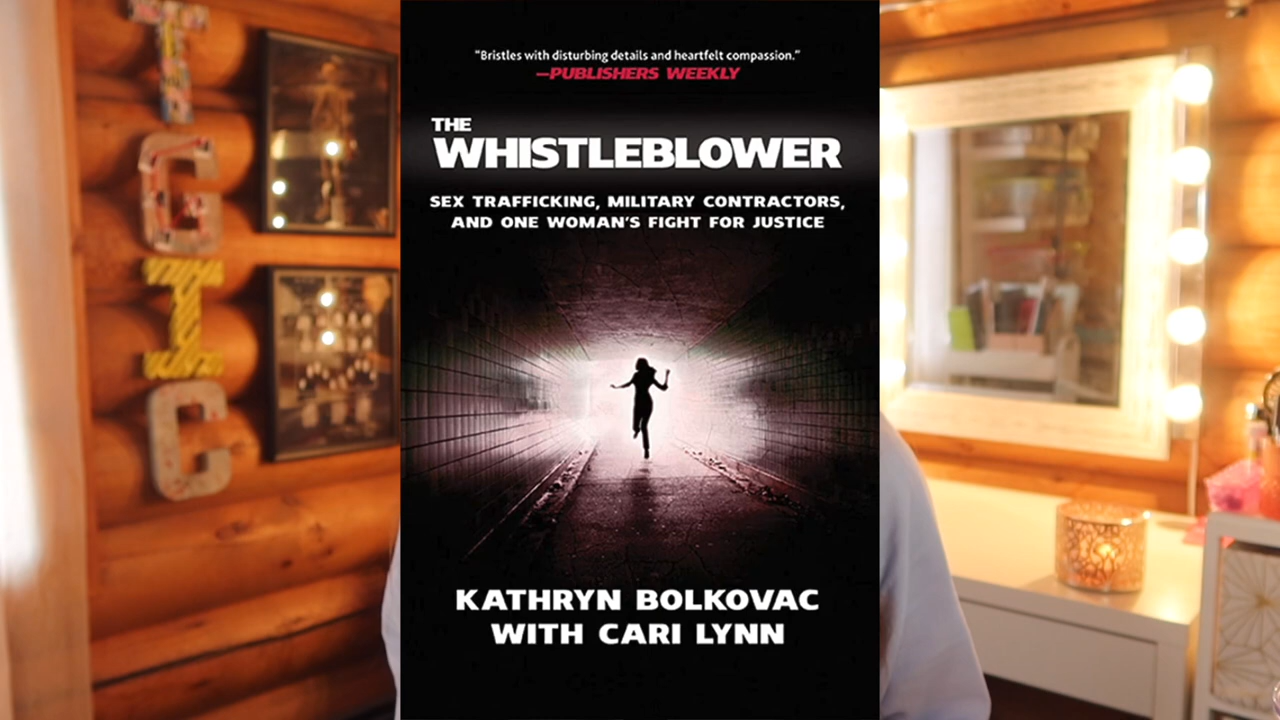 T
G
I
C
"Bristles with disturbing details and heartfelt compassion."
—PUBLISHERS WEEKLY
THE
WHISTLEBLOWER
SEX TRAFFICKING, MILITARY CONTRACTORS,
AND ONE WOMAN'S FIGHT FOR JUSTICE
KATHRYN BOLKOVAC
WITH CARI LYNN